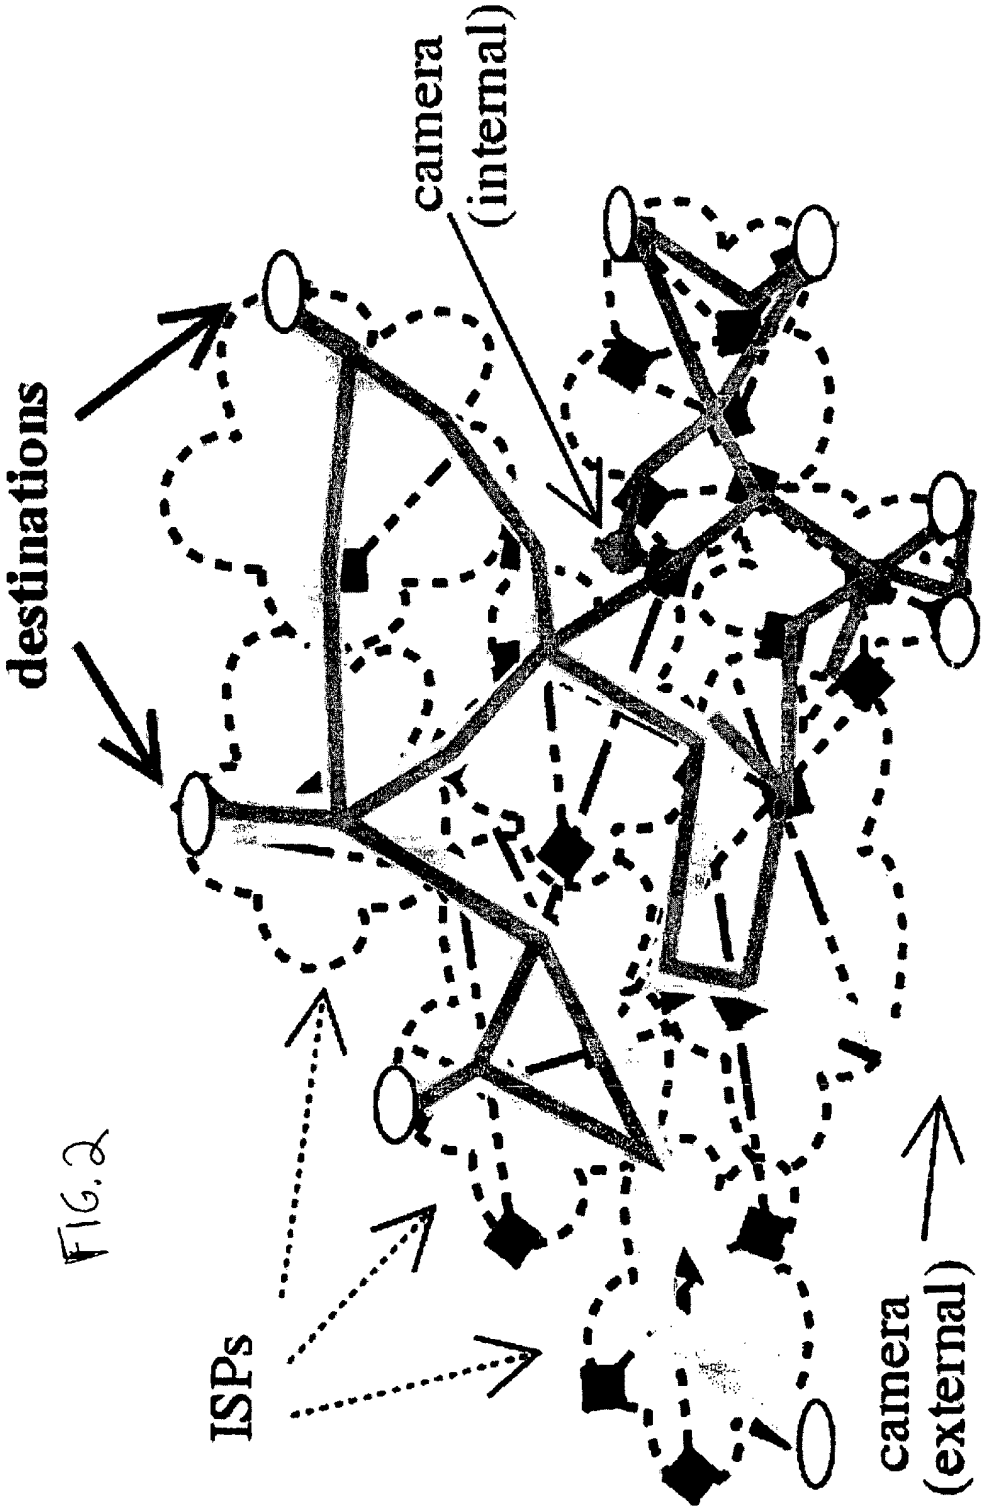 FIG.2
destinations
ISPs
camera
(internal)
camera
(external)